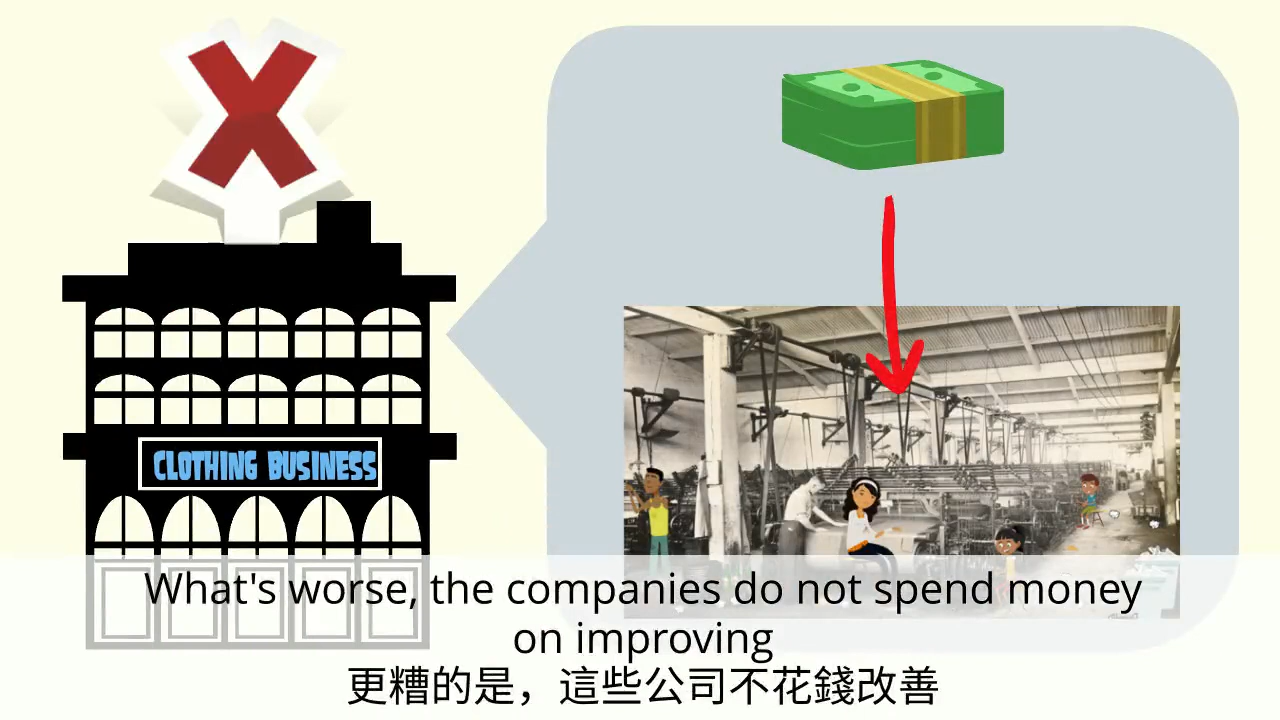 CLOTHING BUSINESS
What's worse, the companies do not spend money
on improving
更糟的是，這些公司不花錢改善